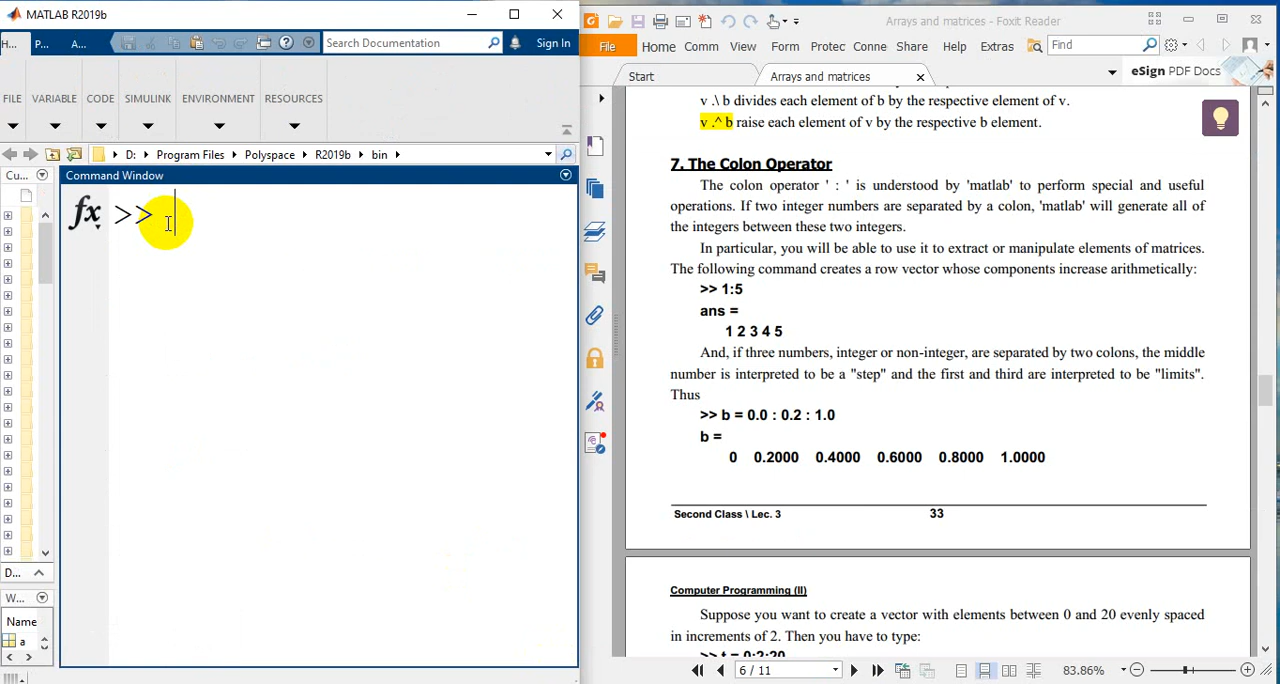 MATLAB R2019b
H...
P...
A...
Search Documentation
Sign In
FILE
VARIABLE
CODE
SIMULINK
ENVIRONMENT
RESOURCES
D:
Program Files
Polyspace
R2019b
bin
Cu...
Command Window
fx >>
D...
W...
Name
a
Arrays and matrices - Foxit Reader
File
Home
Comm
View
Form
Protec
Conne
Share
Help
Extras
Find
Start
Arrays and matrices
eSign PDF Docs
v .\ b divides each element of b by the respective element of v.
v .^ b raise each element of v by the respective b element.
7. The Colon Operator
The colon operator ' : ' is understood by 'matlab' to perform special and useful
operations. If two integer numbers are separated by a colon, 'matlab' will generate all of
the integers between these two integers.
In particular, you will be able to use it to extract or manipulate elements of matrices.
The following command creates a row vector whose components increase arithmetically:
>> 1:5
ans =
1 2 3 4 5
And, if three numbers, integer or non-integer, are separated by two colons, the middle
number is interpreted to be a "step" and the first and third are interpreted to be "limits".
Thus
>> b = 0.0 : 0.2 : 1.0
b =
0 0.2000 0.4000 0.6000 0.8000 1.0000
Second Class \ Lec. 3
33
Computer Programming (II)
Suppose you want to create a vector with elements between 0 and 20 evenly spaced
in increments of 2. Then you have to type:
>> t = 0:2:20
6 / 11
83.86%